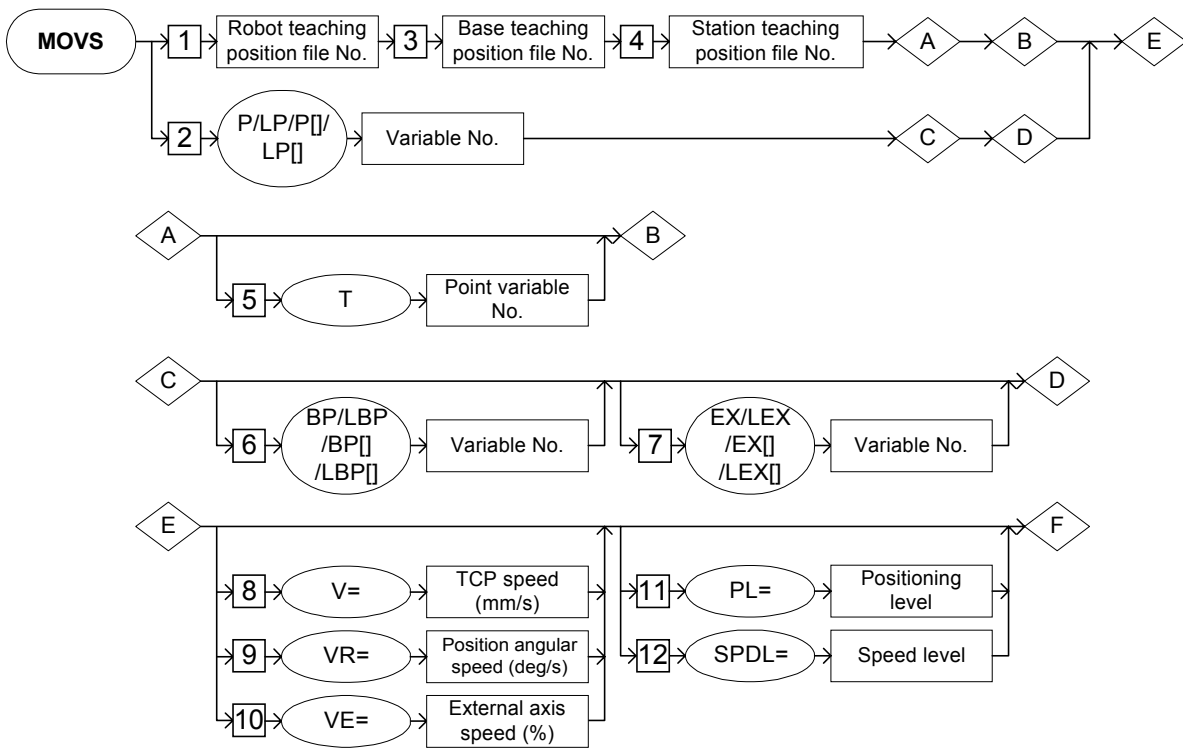 MOVS
1
Robot teaching
position file No.
3
Base teaching
position file No.
4
Station teaching
position file No.
A
B
E
2
P/LP/P[]/
LP[]
Variable No.
C
D
A
B
5
T
Point variable
No.
C
D
6
BP/LBP
/BP[]
/LBP[]
Variable No.
7
EX/LEX
/EX[]
/LEX[]
Variable No.
E
F
8
V=
TCP speed
(mm/s)
11
PL=
Positioning
level
9
VR=
Position angular
speed (deg/s)
12
SPDL=
Speed level
10
VE=
External axis
speed (%)